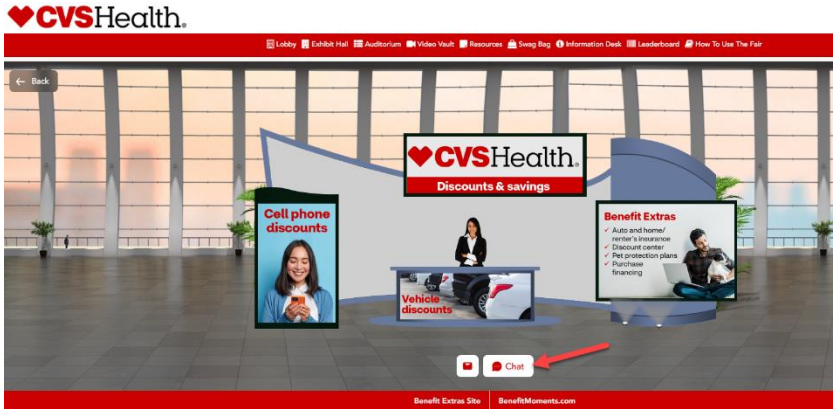 CVSHealth.
Lobby Exhibit Hall Auditorium Video Vault Resources Swag Bag Information Desk Leaderboard How To Use The Fair
← Back
CVSHealth.
Discounts & savings
Cell phone
discounts
Benefit Extras
✓ Auto and home/
renter's insurance
✓ Discount center
✓ Pet protection plans
✓ Purchase
financing
Vehicle
discounts
Chat
Benefit Extras Site BenefitMoments.com